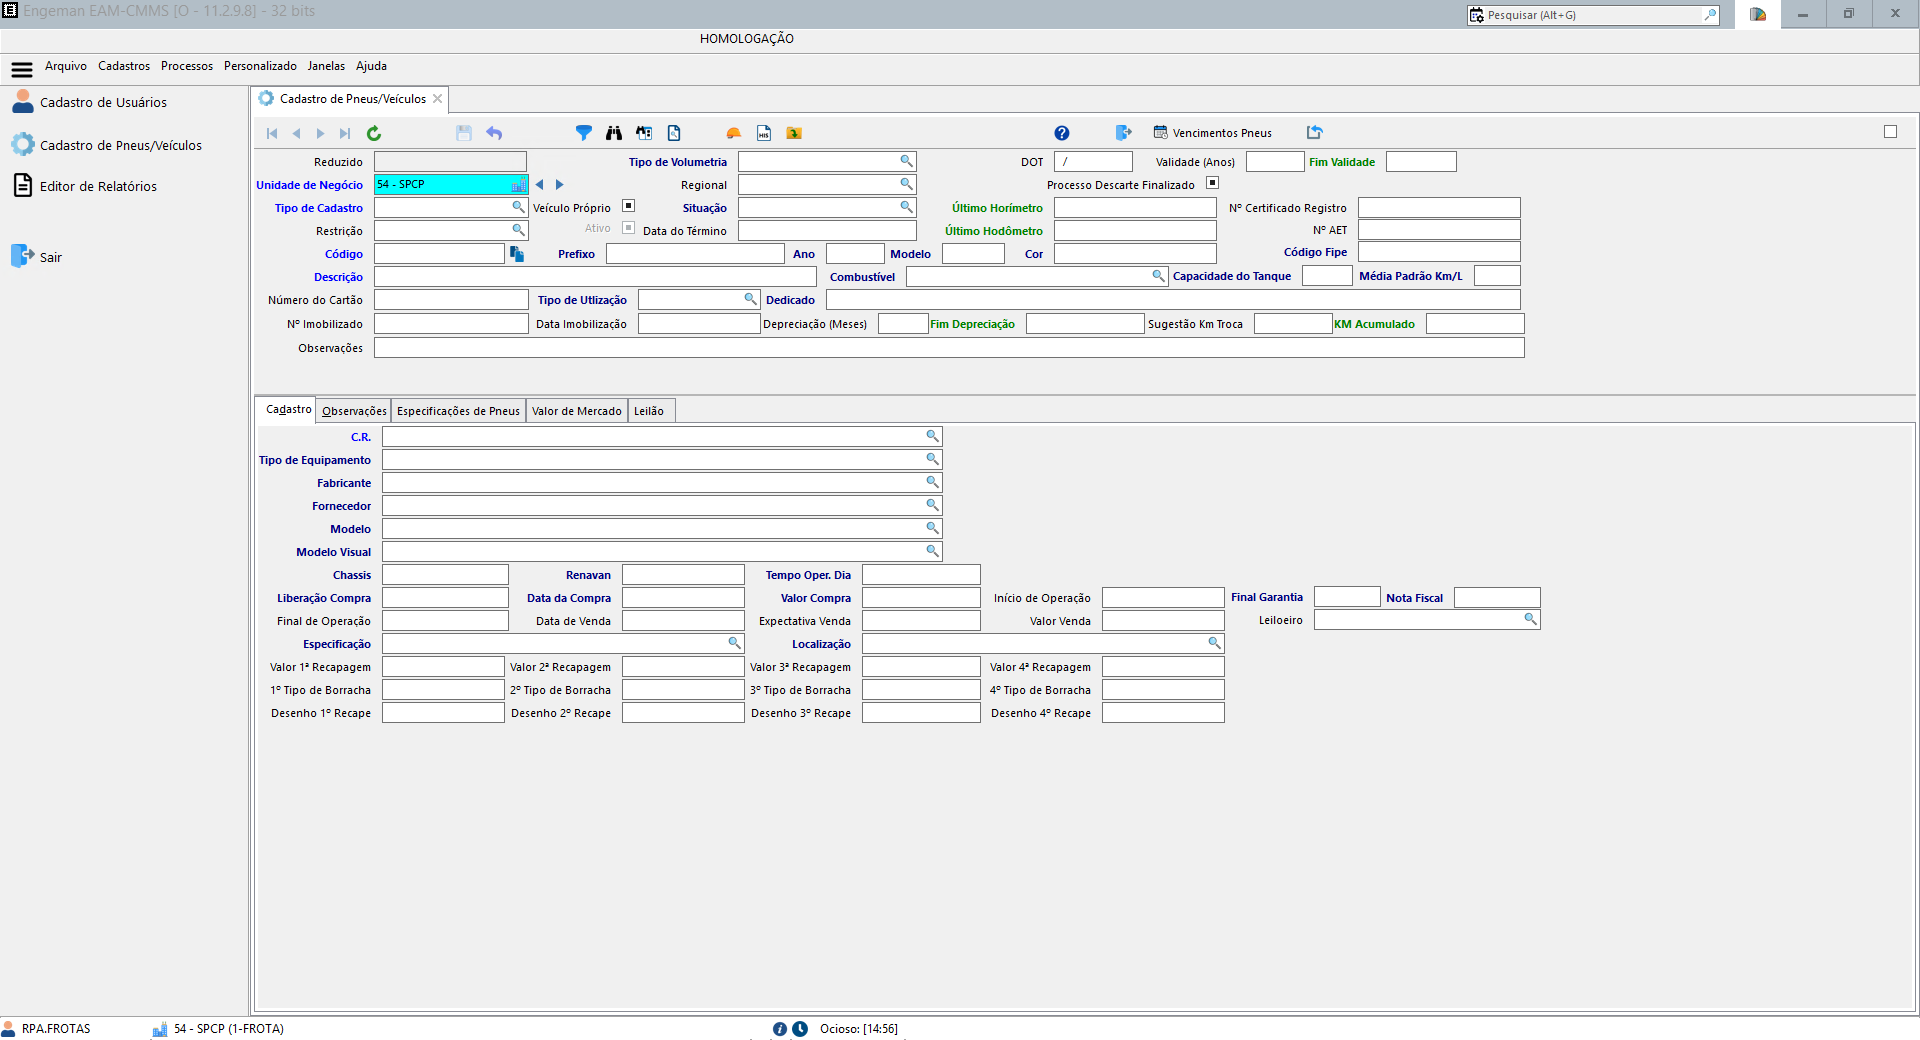 Engeman EAM-CMMS [O - 11.2.9.8] - 32 bits
Pesquisar (Alt+G)
HOMOLOGAÇÃO
Arquivo Cadastros Processos Personalizado Janelas Ajuda
Cadastro de Usuários
Cadastro de Pneus/Veículos
Editor de Relatórios
Sair
Cadastro de Pneus/Veículos
HIS
Vencimentos Pneus
Reduzido Tipo de Volumetria DOT / Validade (Anos) Fim Validade
Unidade de Negócio 54 - SPCP Regional Processo Descarte Finalizado
Tipo de Cadastro Veículo Próprio Situação Último Horímetro Nº Certificado Registro
Restrição Ativo Data do Término Último Hodômetro Nº AET
Código Prefixo Ano Modelo Cor Código Fipe
Descrição Combustível Capacidade do Tanque Média Padrão Km/L
Número do Cartão Tipo de Utlização Dedicado
Nº Imobilizado Data Imobilização Depreciação (Meses) Fim Depreciação Sugestão Km Troca KM Acumulado
Observações
Cadastro Observações Especificações de Pneus Valor de Mercado Leilão
C.R.
Tipo de Equipamento
Fabricante
Fornecedor
Modelo
Modelo Visual
Chassis Renavan Tempo Oper. Dia
Liberação Compra Data da Compra Valor Compra Início de Operação Final Garantia Nota Fiscal
Final de Operação Data de Venda Expectativa Venda Valor Venda Leiloeiro
Especificação Localização
Valor 1ª Recapagem Valor 2ª Recapagem Valor 3ª Recapagem Valor 4ª Recapagem
1º Tipo de Borracha 2º Tipo de Borracha 3º Tipo de Borracha 4º Tipo de Borracha
Desenho 1º Recape Desenho 2º Recape Desenho 3º Recape Desenho 4º Recape
RPA.FROTAS 54 - SPCP (1-FROTA) Ocioso: [14:56]